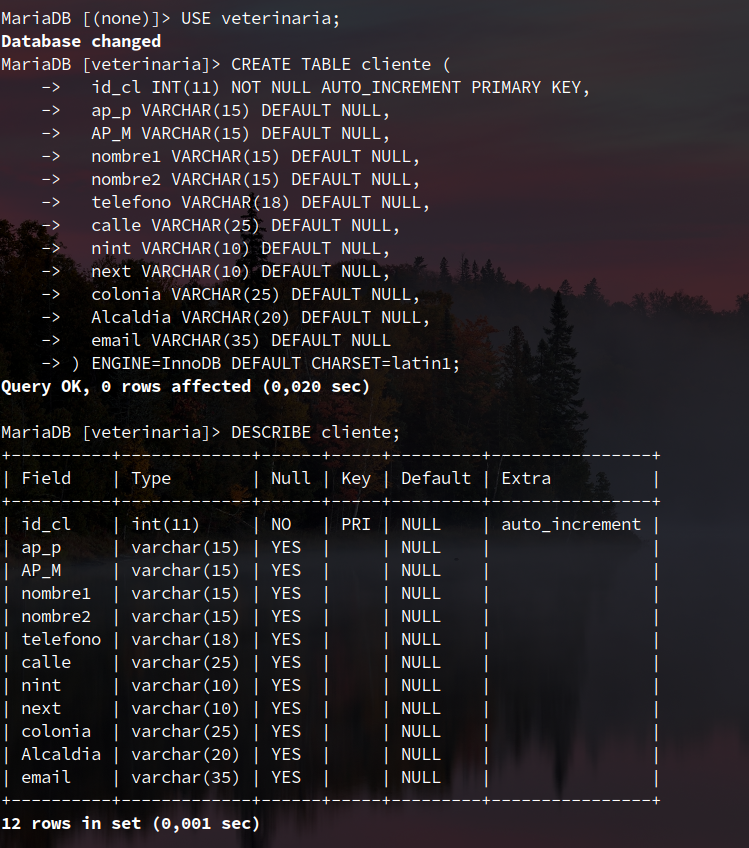 MariaDB [(none)]> USE veterinaria;
Database changed
MariaDB [veterinaria]> CREATE TABLE cliente (
    ->   id_cl INT(11) NOT NULL AUTO_INCREMENT PRIMARY KEY,
    ->   ap_p VARCHAR(15) DEFAULT NULL,
    ->   AP_M VARCHAR(15) DEFAULT NULL,
    ->   nombre1 VARCHAR(15) DEFAULT NULL,
    ->   nombre2 VARCHAR(15) DEFAULT NULL,
    ->   telefono VARCHAR(18) DEFAULT NULL,
    ->   calle VARCHAR(25) DEFAULT NULL,
    ->   nint VARCHAR(10) DEFAULT NULL,
    ->   next VARCHAR(10) DEFAULT NULL,
    ->   colonia VARCHAR(25) DEFAULT NULL,
    ->   Alcaldia VARCHAR(20) DEFAULT NULL,
    ->   email VARCHAR(35) DEFAULT NULL
    -> ) ENGINE=InnoDB DEFAULT CHARSET=latin1;
Query OK, 0 rows affected (0,020 sec)

MariaDB [veterinaria]> DESCRIBE cliente;
+----------+-------------+------+-----+---------+----------------+
| Field    | Type        | Null | Key | Default | Extra          |
+----------+-------------+------+-----+---------+----------------+
| id_cl    | int(11)     | NO   | PRI | NULL    | auto_increment |
| ap_p     | varchar(15) | YES  |     | NULL    |                |
| AP_M     | varchar(15) | YES  |     | NULL    |                |
| nombre1  | varchar(15) | YES  |     | NULL    |                |
| nombre2  | varchar(15) | YES  |     | NULL    |                |
| telefono | varchar(18) | YES  |     | NULL    |                |
| calle    | varchar(25) | YES  |     | NULL    |                |
| nint     | varchar(10) | YES  |     | NULL    |                |
| next     | varchar(10) | YES  |     | NULL    |                |
| colonia  | varchar(25) | YES  |     | NULL    |                |
| Alcaldia | varchar(20) | YES  |     | NULL    |                |
| email    | varchar(35) | YES  |     | NULL    |                |
+----------+-------------+------+-----+---------+----------------+
12 rows in set (0,001 sec)